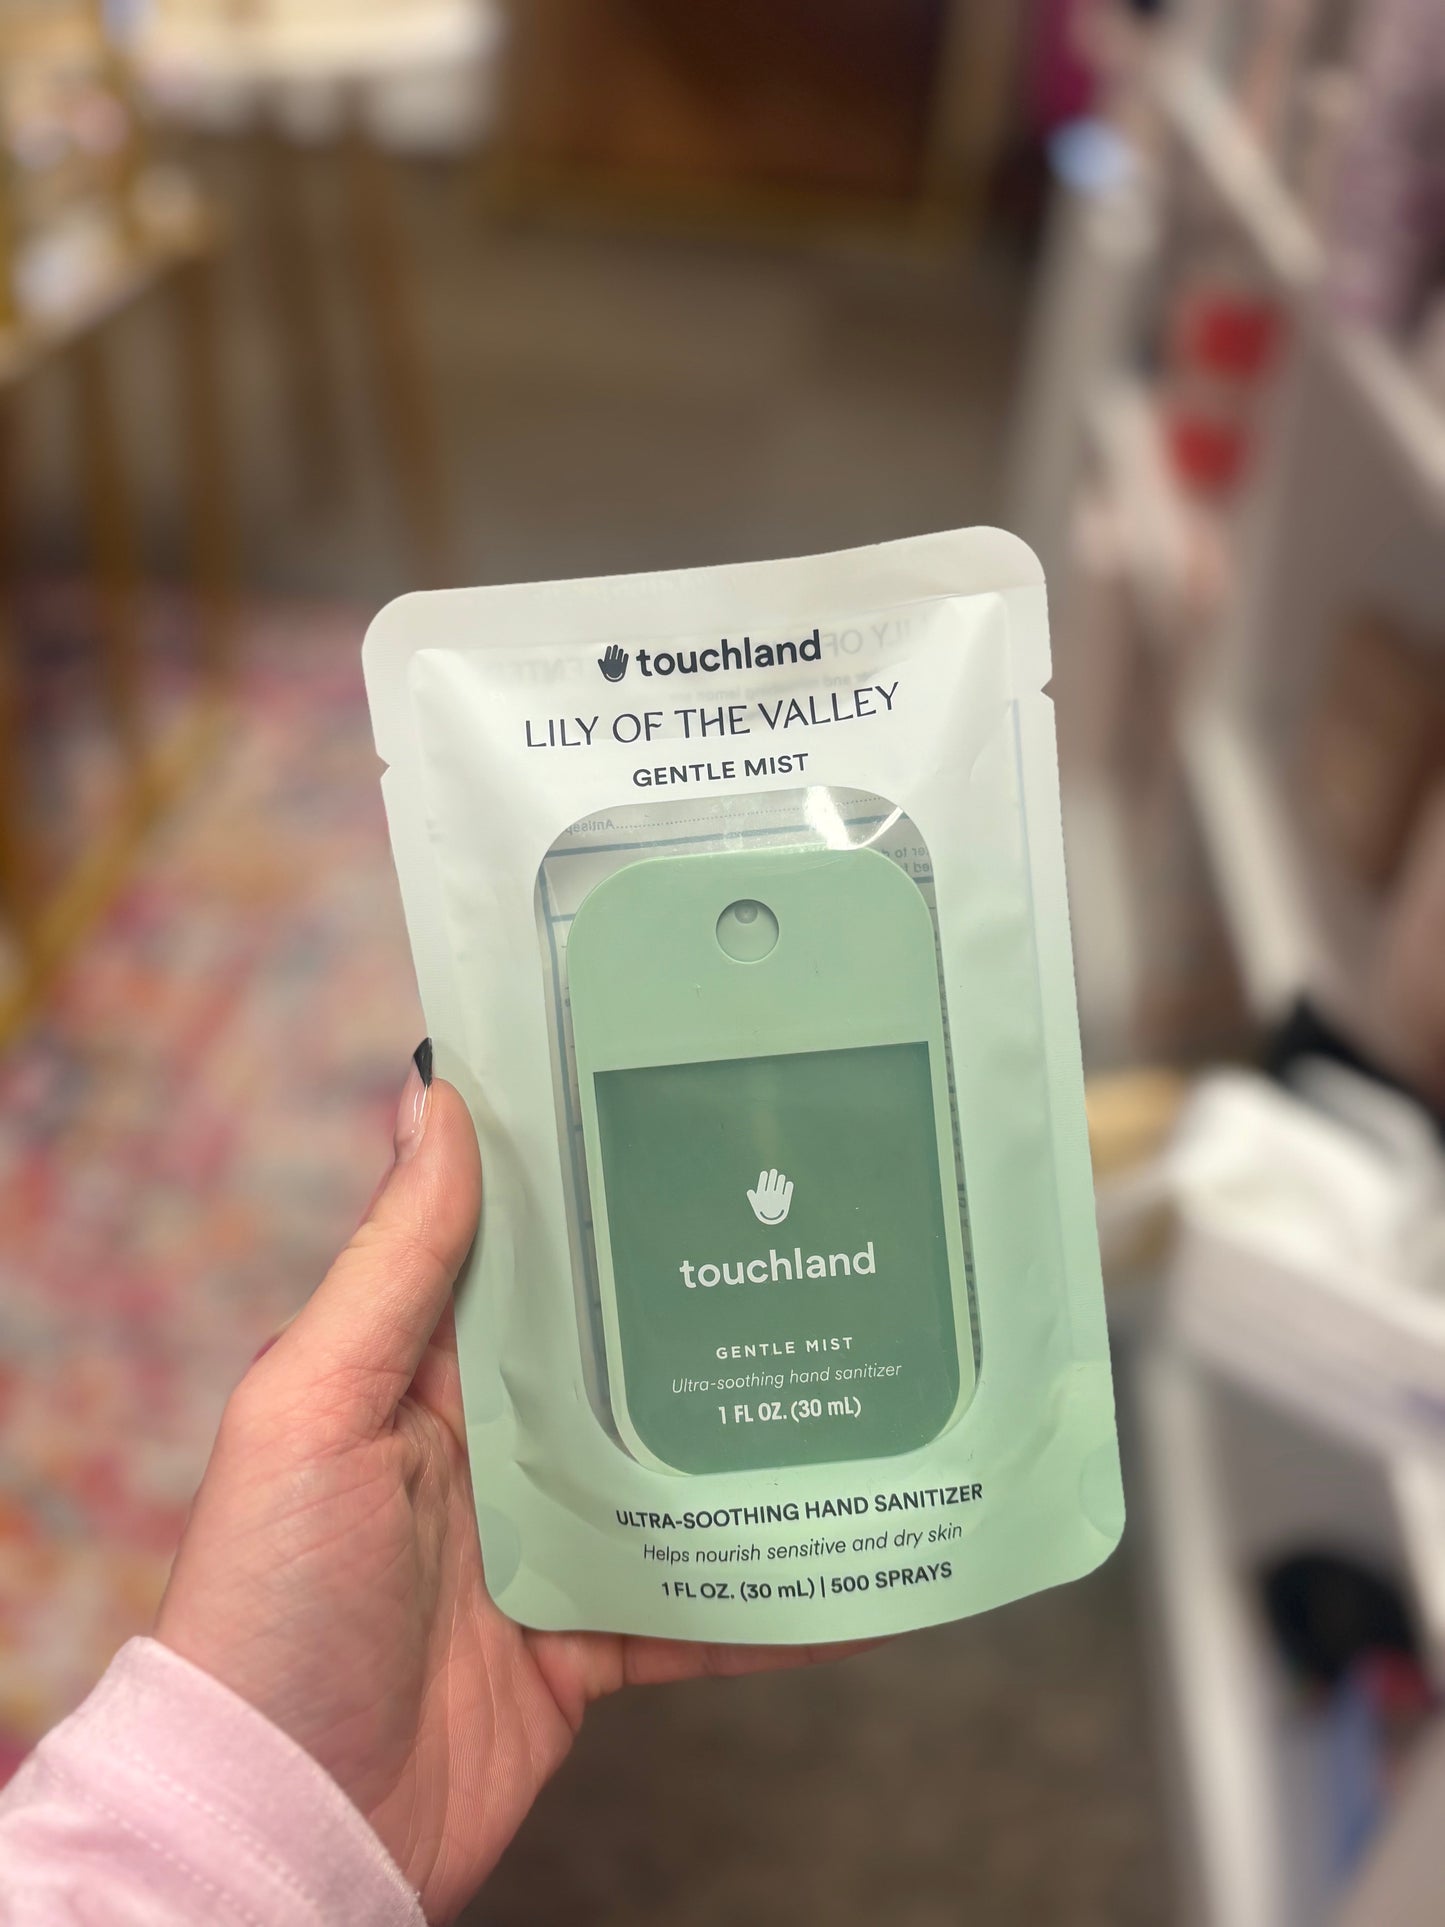 touchland
LILY OF THE VALLEY
GENTLE MIST
touchland
GENTLE MIST
Ultra-soothing hand sanitizer
1 FL OZ. (30 mL)
ULTRA-SOOTHING HAND SANITIZER
Helps nourish sensitive and dry skin
1 FL OZ. (30 mL) | 500 SPRAYS